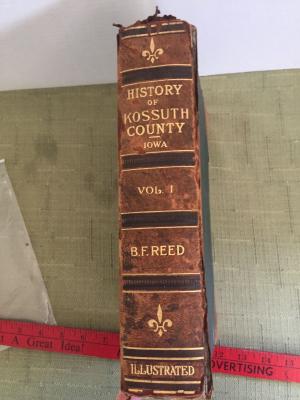 HISTORY
OF
KOSSUTH
COUNTY
IOWA
VOL. I
B.F. REED
ILLUSTRATED
A Great Idea!
ADVERTISING